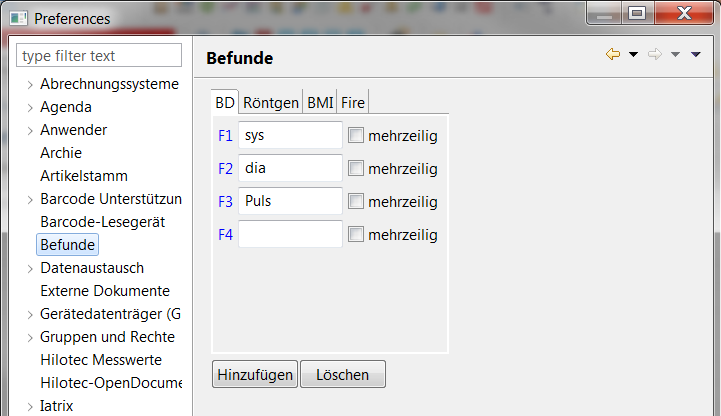 Preferences
type filter text
Abrechnungssysteme
Agenda
Anwender
Archie
Artikelstamm
Barcode Unterstützun
Barcode-Lesegerät
Befunde
Datenaustausch
Externe Dokumente
Gerätedatenträger (G
Gruppen und Rechte
Hilotec Messwerte
Hilotec-OpenDocume
Iatrix
Befunde
BD Röntgen BMI Fire
F1 sys mehrzeilig
F2 dia mehrzeilig
F3 Puls mehrzeilig
F4 mehrzeilig
Hinzufügen Löschen